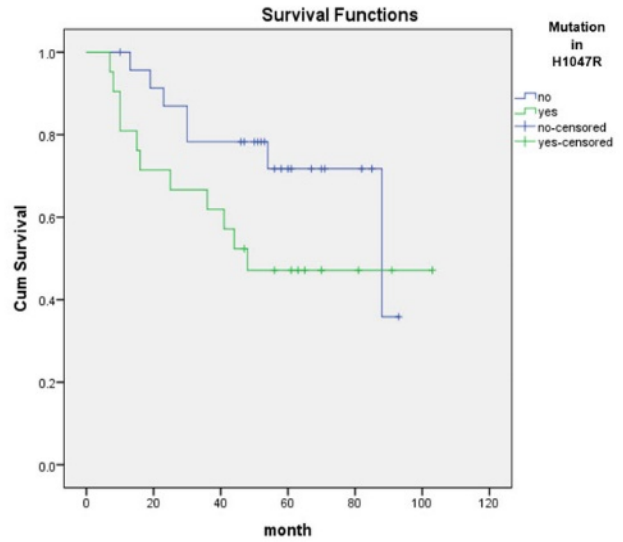 Survival Functions
Mutation
in
H1047R
no
yes
no-censored
yes-censored
Cum Survival
1.0
0.8
0.6
0.4
0.2
0.0
0 20 40 60 80 100 120
month